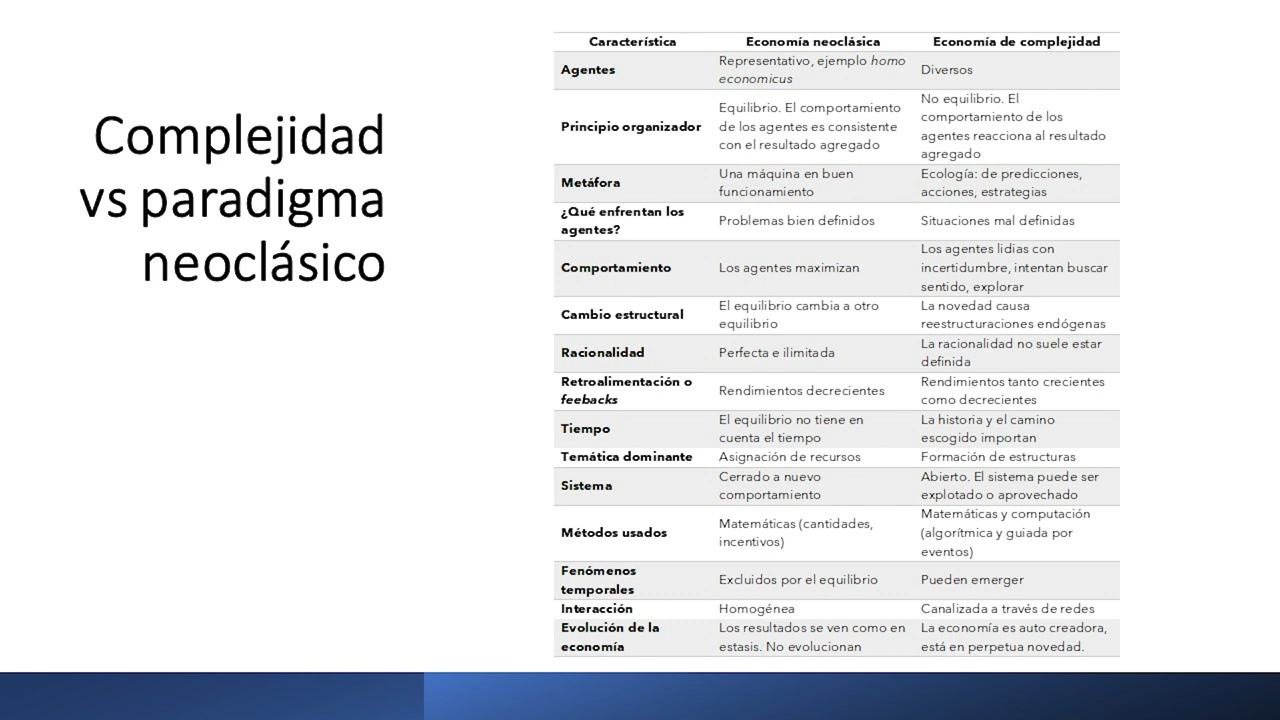 Complejidad
vs paradigma
neoclásico
Característica Economía neoclásica Economía de complejidad
Agentes Representativo, ejemplo homo economicus Diversos
Principio organizador Equilibrio. El comportamiento de los agentes es consistente con el resultado agregado No equilibrio. El comportamiento de los agentes reacciona al resultado agregado
Metáfora Una máquina en buen funcionamiento Ecología: de predicciones, acciones, estrategias
¿Qué enfrentan los agentes? Problemas bien definidos Situaciones mal definidas
Comportamiento Los agentes maximizan Los agentes lidias con incertidumbre, intentan buscar sentido, explorar
Cambio estructural El equilibrio cambia a otro equilibrio La novedad causa reestructuraciones endógenas
Racionalidad Perfecta e ilimitada La racionalidad no suele estar definida
Retroalimentación o feebacks Rendimientos decrecientes Rendimientos tanto crecientes como decrecientes
Tiempo El equilibrio no tiene en cuenta el tiempo La historia y el camino escogido importan
Temática dominante Asignación de recursos Formación de estructuras
Sistema Cerrado a nuevo comportamiento Abierto. El sistema puede ser explotado o aprovechado
Métodos usados Matemáticas (cantidades, incentivos) Matemáticas y computación (algorítmica y guiada por eventos)
Fenómenos temporales Excluidos por el equilibrio Pueden emerger
Interacción Homogénea Canalizada a través de redes
Evolución de la economía Los resultados se ven como en estasis. No evolucionan La economía es auto creadora, está en perpetua novedad.